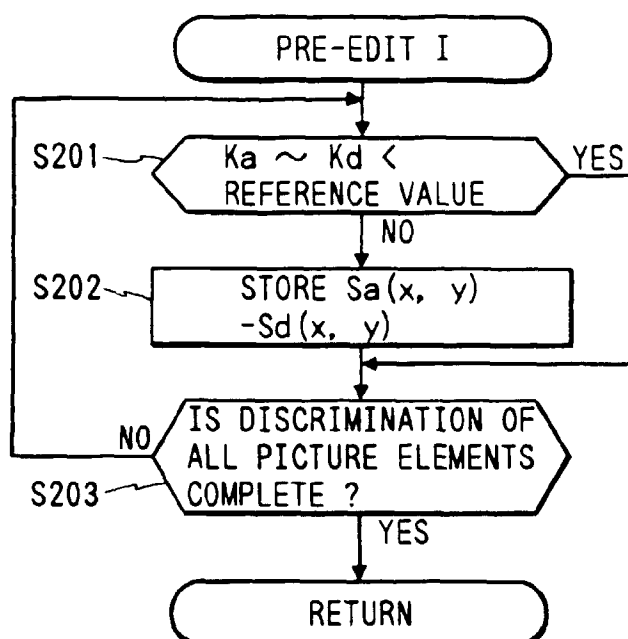 PRE-EDIT I
S201
Ka ~ Kd <
REFERENCE VALUE
YES
NO
S202
STORE Sa(x, y)
-Sd(x, y)
NO
IS DISCRIMINATION OF
ALL PICTURE ELEMENTS
COMPLETE ?
S203
YES
RETURN